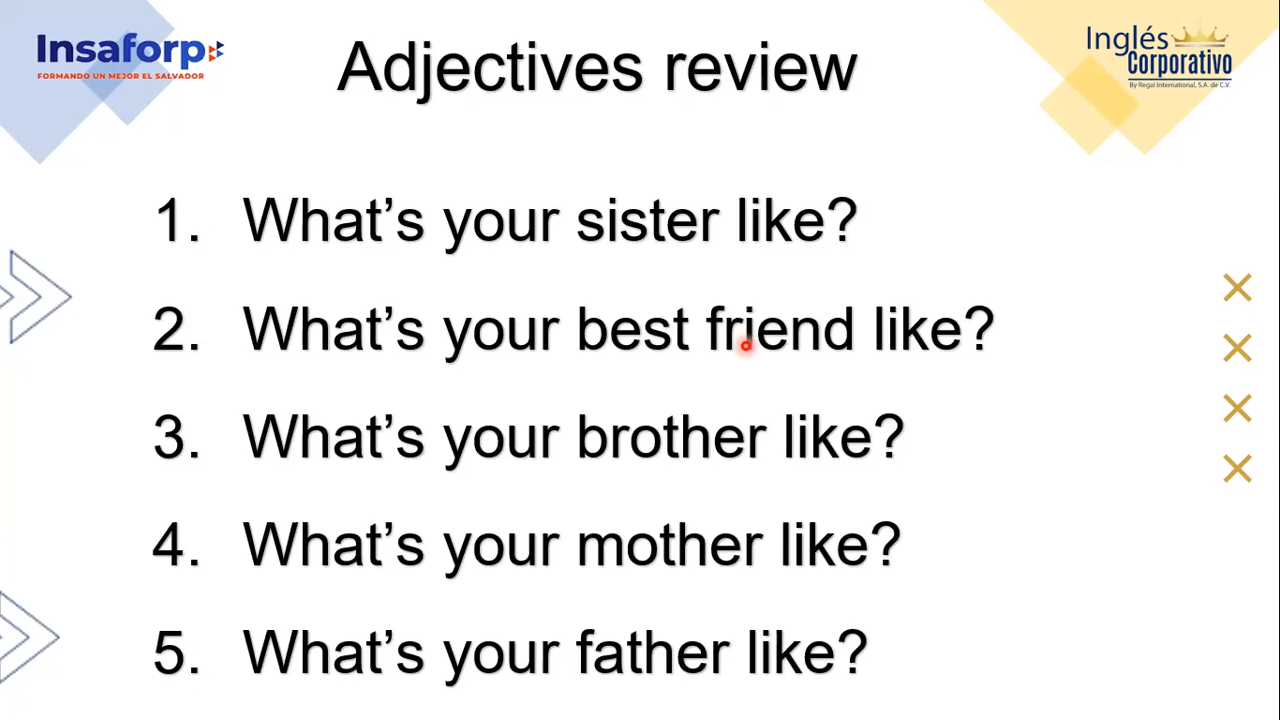 Insaforp
FORMANDO UN MEJOR EL SALVADOR
Adjectives review
Inglés
Corporativo
By Regal International, S.A. de C.V.
1. What’s your sister like?
2. What’s your best friend like?
3. What’s your brother like?
4. What’s your mother like?
5. What’s your father like?